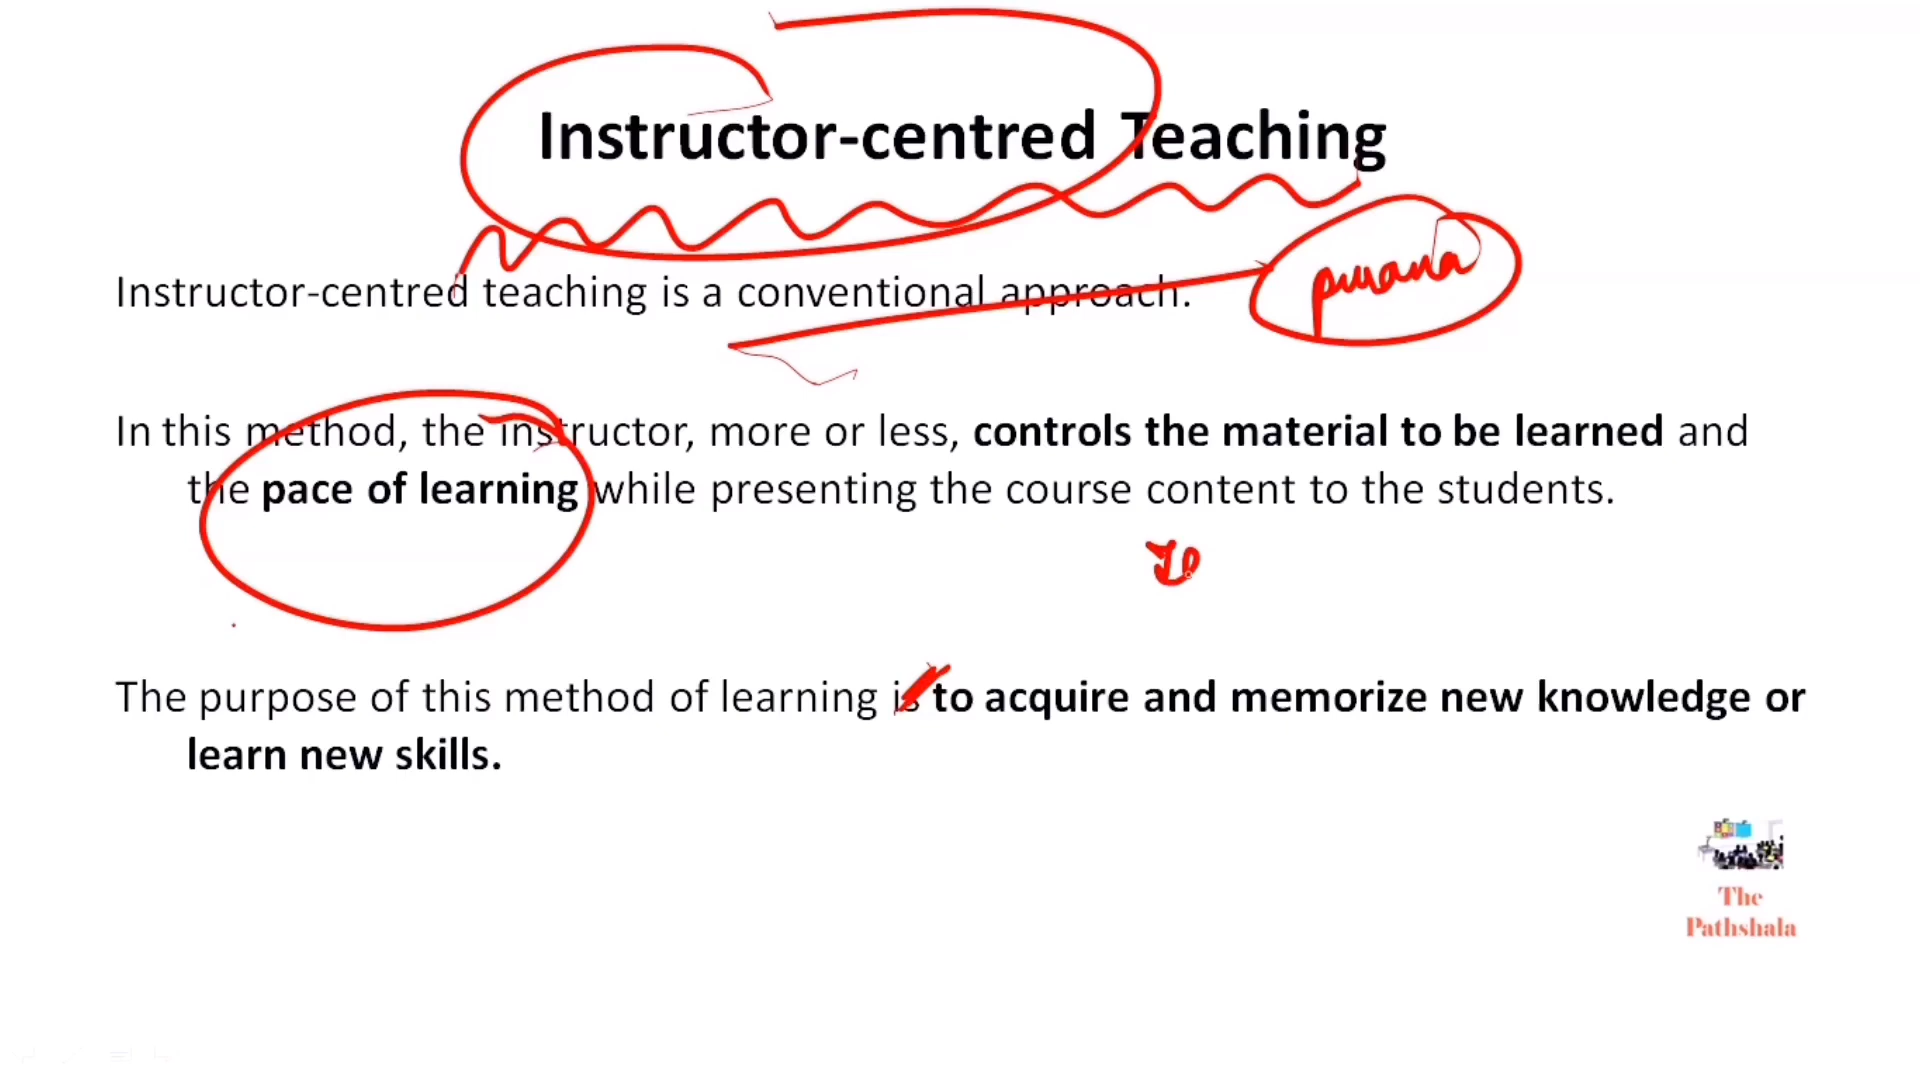 Instructor-centred Teaching
Instructor-centred teaching is a conventional approach.
purana
In this method, the instructor, more or less, controls the material to be learned and
the pace of learning while presenting the course content to the students.
The purpose of this method of learning is to acquire and memorize new knowledge or
learn new skills.
The
Pathshala